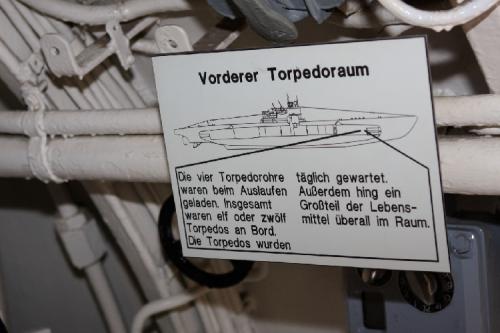 Vorderer Torpedoraum
Die vier Torpedorohre
waren beim Auslaufen
geladen. Insgesamt
waren elf oder zwölf
Torpedos an Bord.
Die Torpedos wurden
täglich gewartet.
Außerdem hing ein
Großteil der Lebens-
mittel überall im Raum.